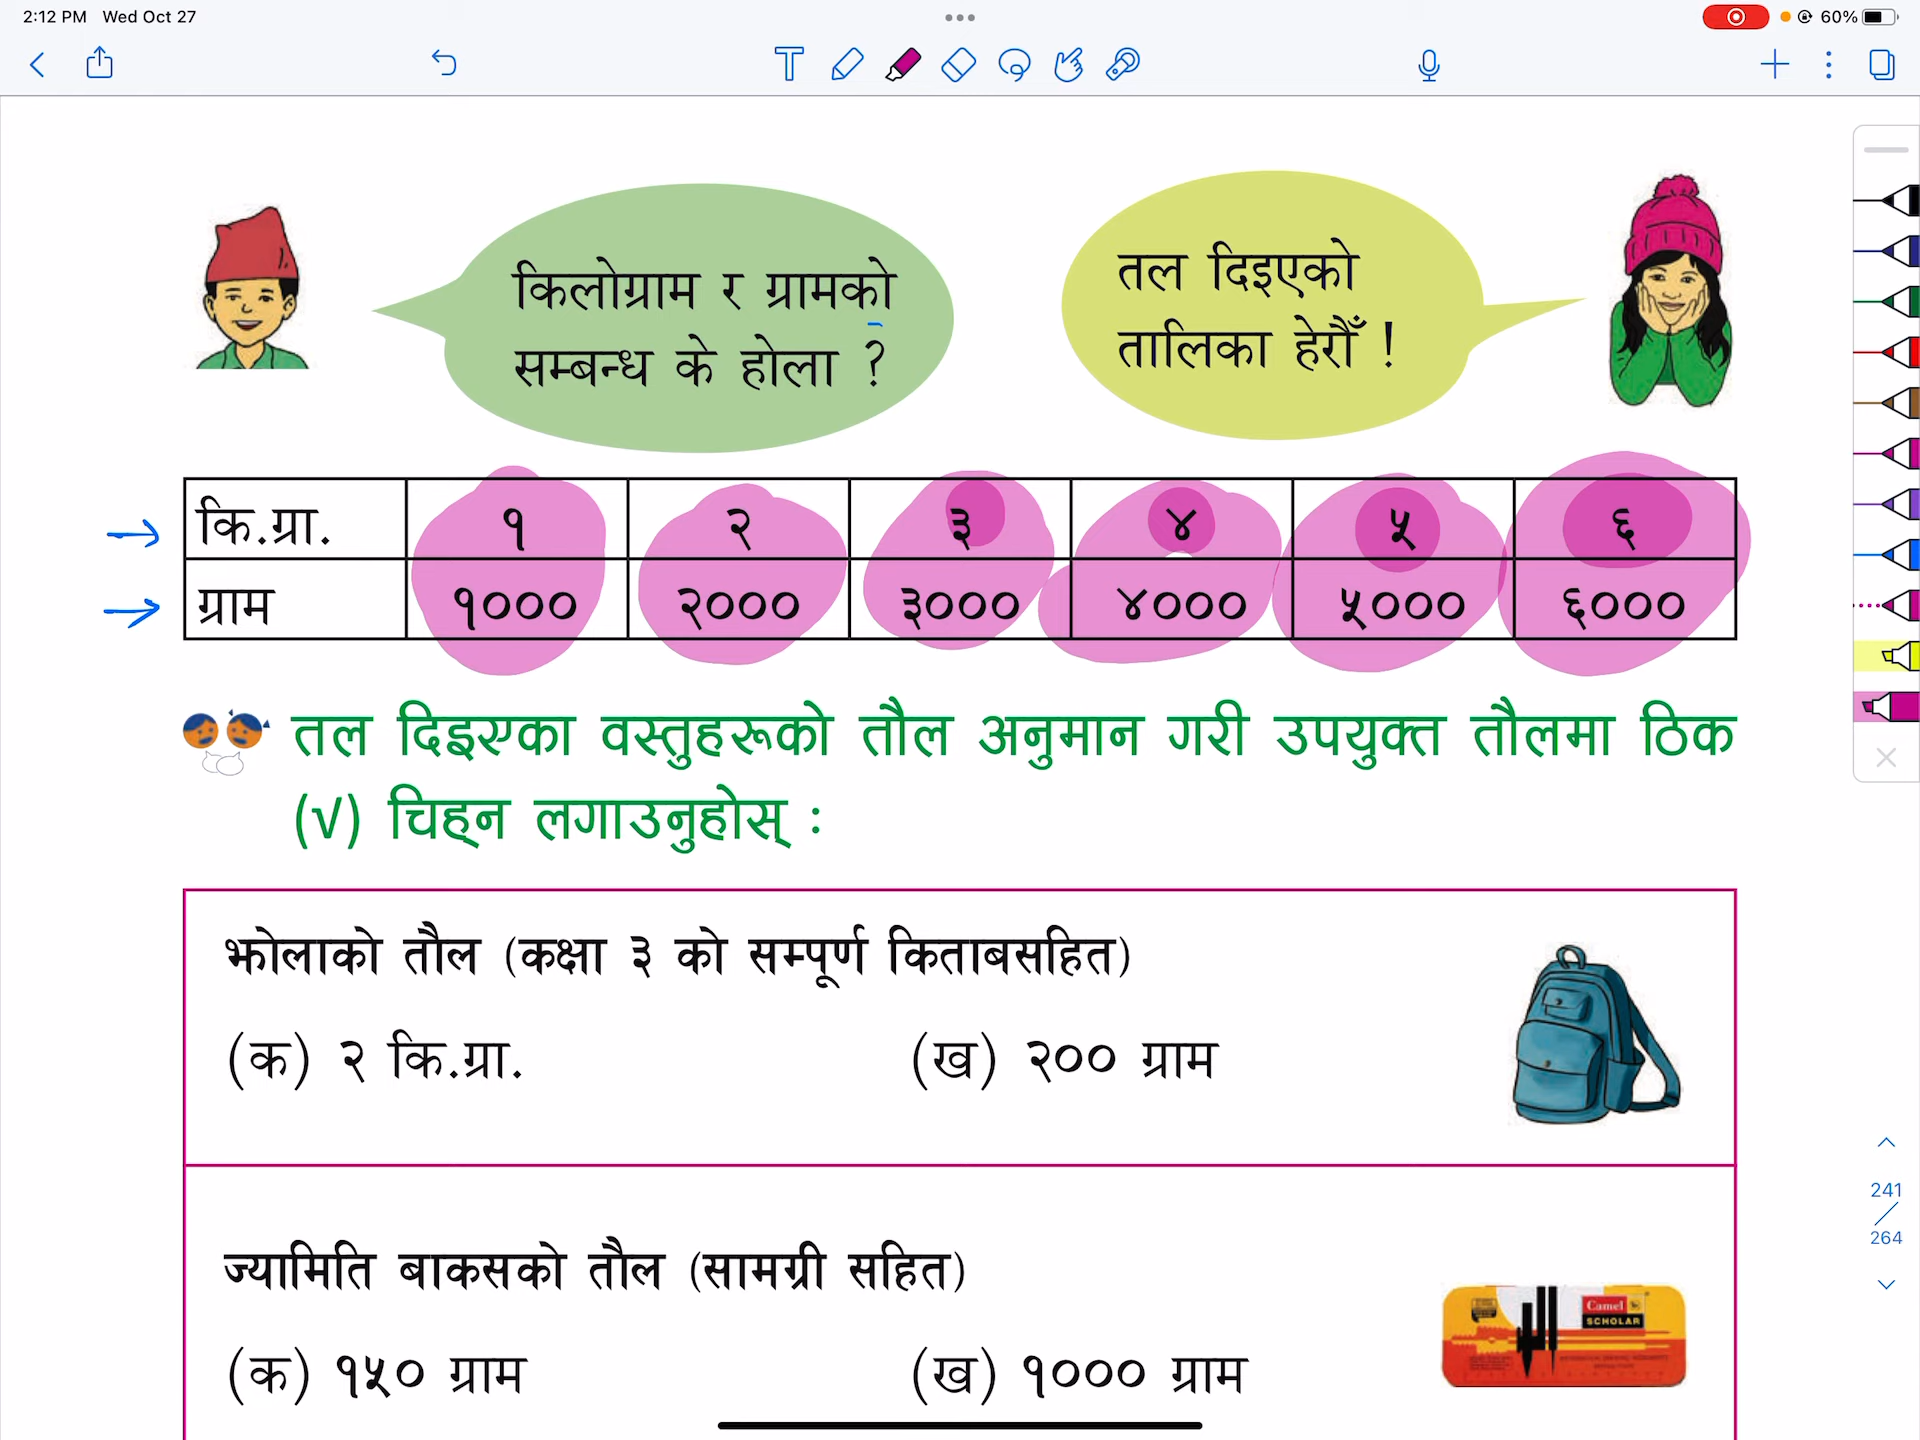 2:12 PM Wed Oct 27
60%
किलोग्राम र ग्रामको
सम्बन्ध के होला ?
तल दिइएको
तालिका हेरौँ !
कि.ग्रा. १ २ ३ ४ ५ ६
ग्राम १००० २००० ३००० ४००० ५००० ६०००
तल दिइएका वस्तुहरूको तौल अनुमान गरी उपयुक्त तौलमा ठिक
(√) चिह्न लगाउनुहोस् :
झोलाको तौल (कक्षा ३ को सम्पूर्ण किताबसहित)
(क) २ कि.ग्रा. (ख) २०० ग्राम
ज्यामिति बाकसको तौल (सामग्री सहित)
Camel
SCHOLAR
(क) १५० ग्राम (ख) १००० ग्राम
241
/
264